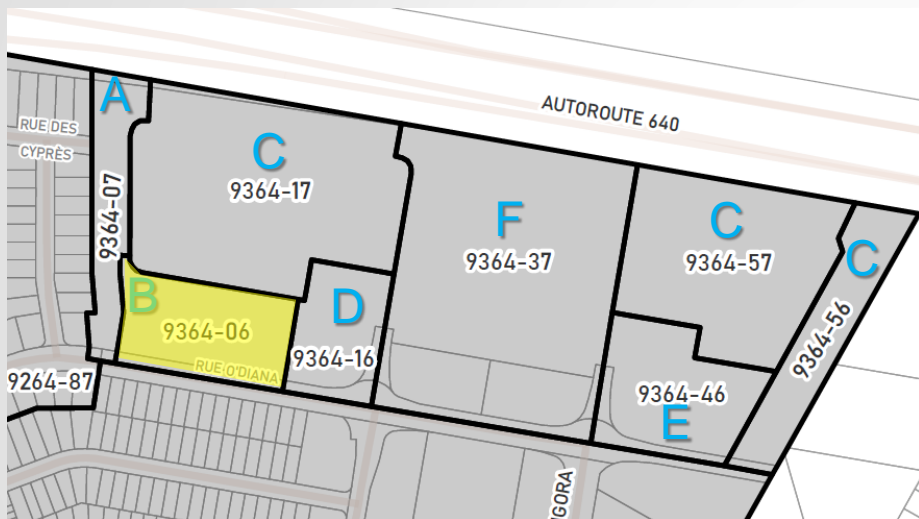 AUTOROUTE 640
A
RUE DES
CYPRÈS
9364-07
C
9364-17
F
9364-37
C
9364-57
C
9364-56
B
9364-06
D
9364-16
RUE D'DIANA
9264-87
9364-46
E
IGORA